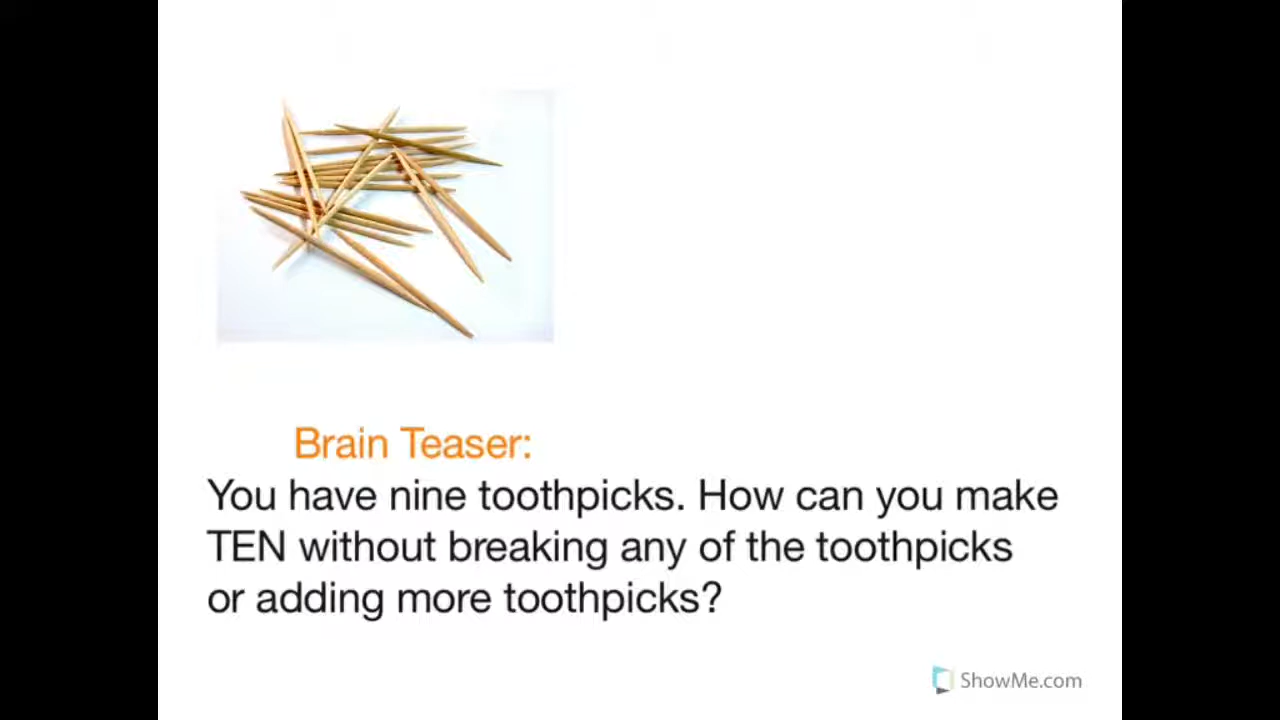 Brain Teaser:
You have nine toothpicks. How can you make
TEN without breaking any of the toothpicks
or adding more toothpicks?
ShowMe.com